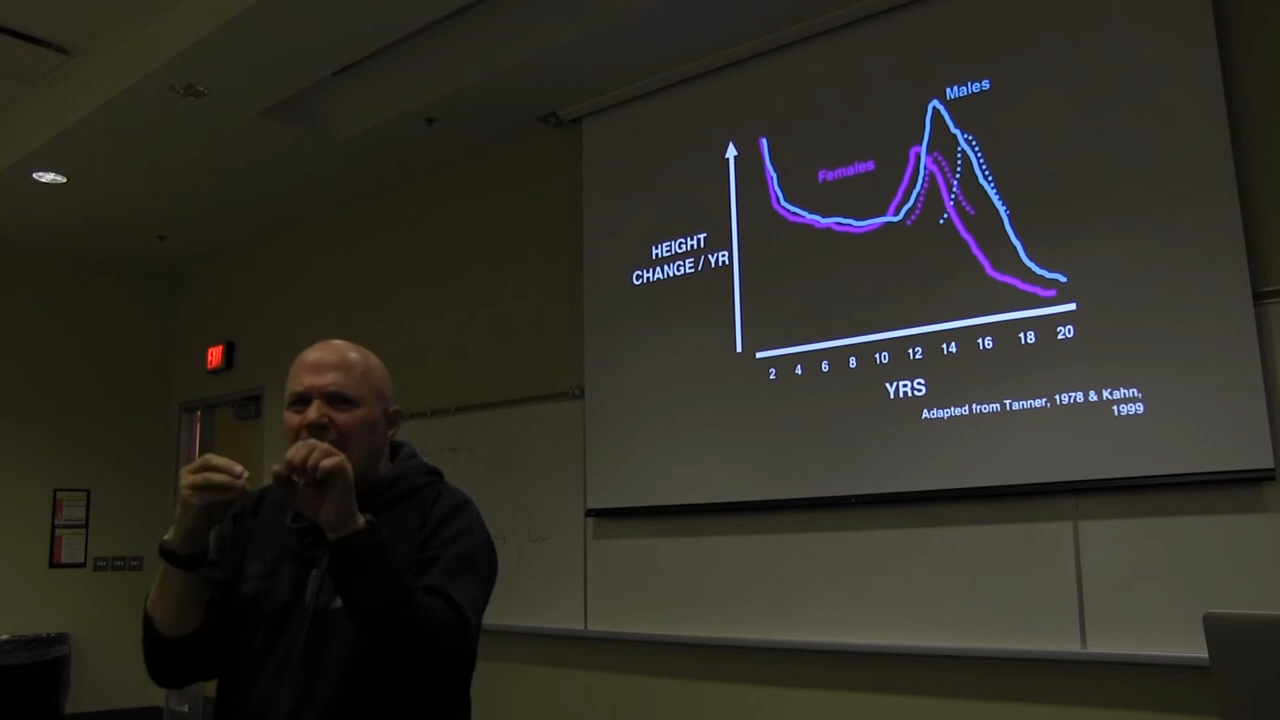 Males
Females
HEIGHT
CHANGE / YR
2 4 6 8 10 12 14 16 18 20
YRS
Adapted from Tanner, 1978 & Kahn,
1999
EXIT